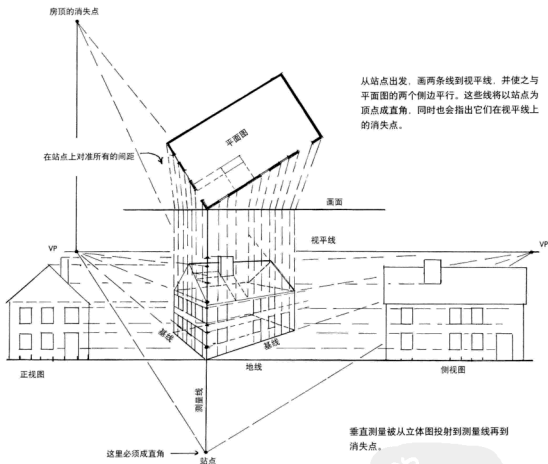 房顶的消失点
从站点出发，画两条线到视平线，并使之与
平面图的两个侧边平行。这些线将以站点为
顶点成直角，同时也会指出它们在视平线上
的消失点。
平面图
在站点上对准所有的间距
画面
视平线
VP
VP
基线
基线
地线
正视图
侧视图
测量线
垂直测量被从立体图投射到测量线再到
消失点。
这里必须成直角
站点